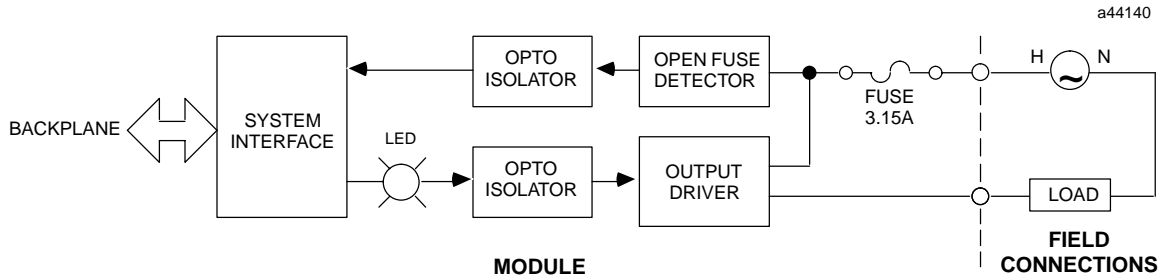 a44140
OPTO
ISOLATOR
OPEN FUSE
DETECTOR
H
N
~
FUSE
3.15A
BACKPLANE
SYSTEM
INTERFACE
LED
OPTO
ISOLATOR
OUTPUT
DRIVER
LOAD
MODULE
FIELD
CONNECTIONS